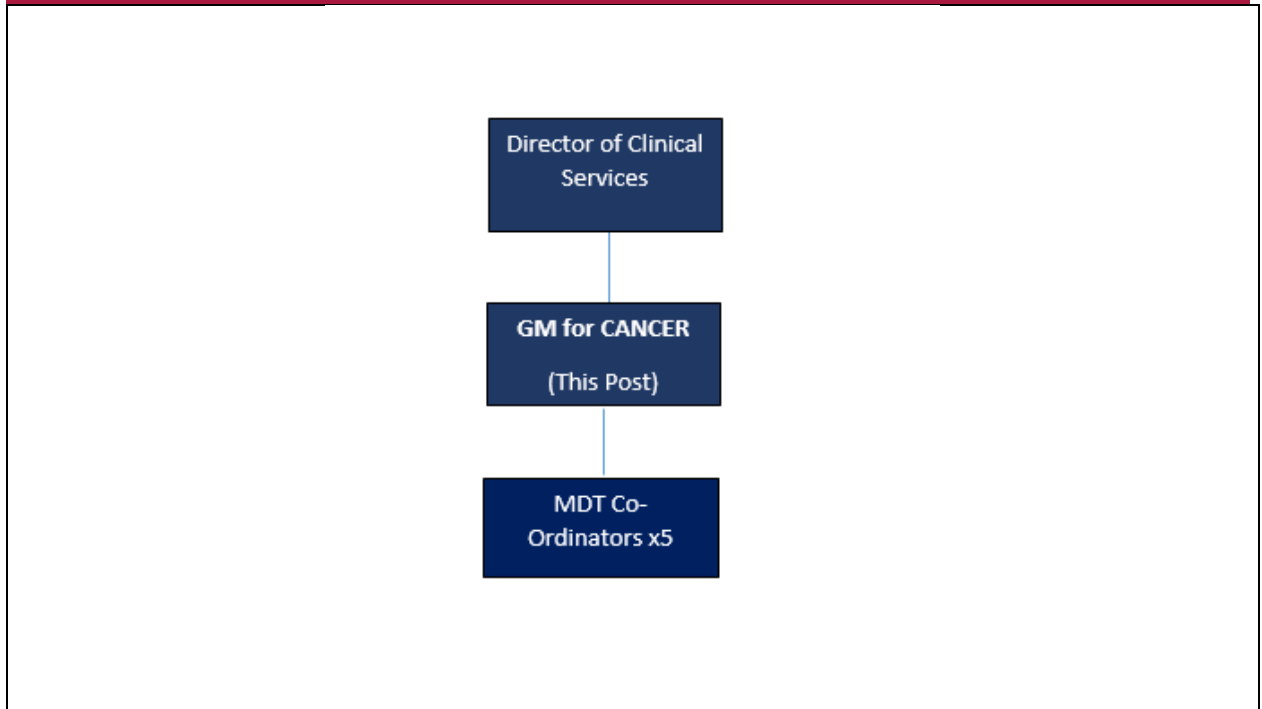 Director of Clinical
Services
GM for CANCER
(This Post)
MDT Co-
Ordinators x5